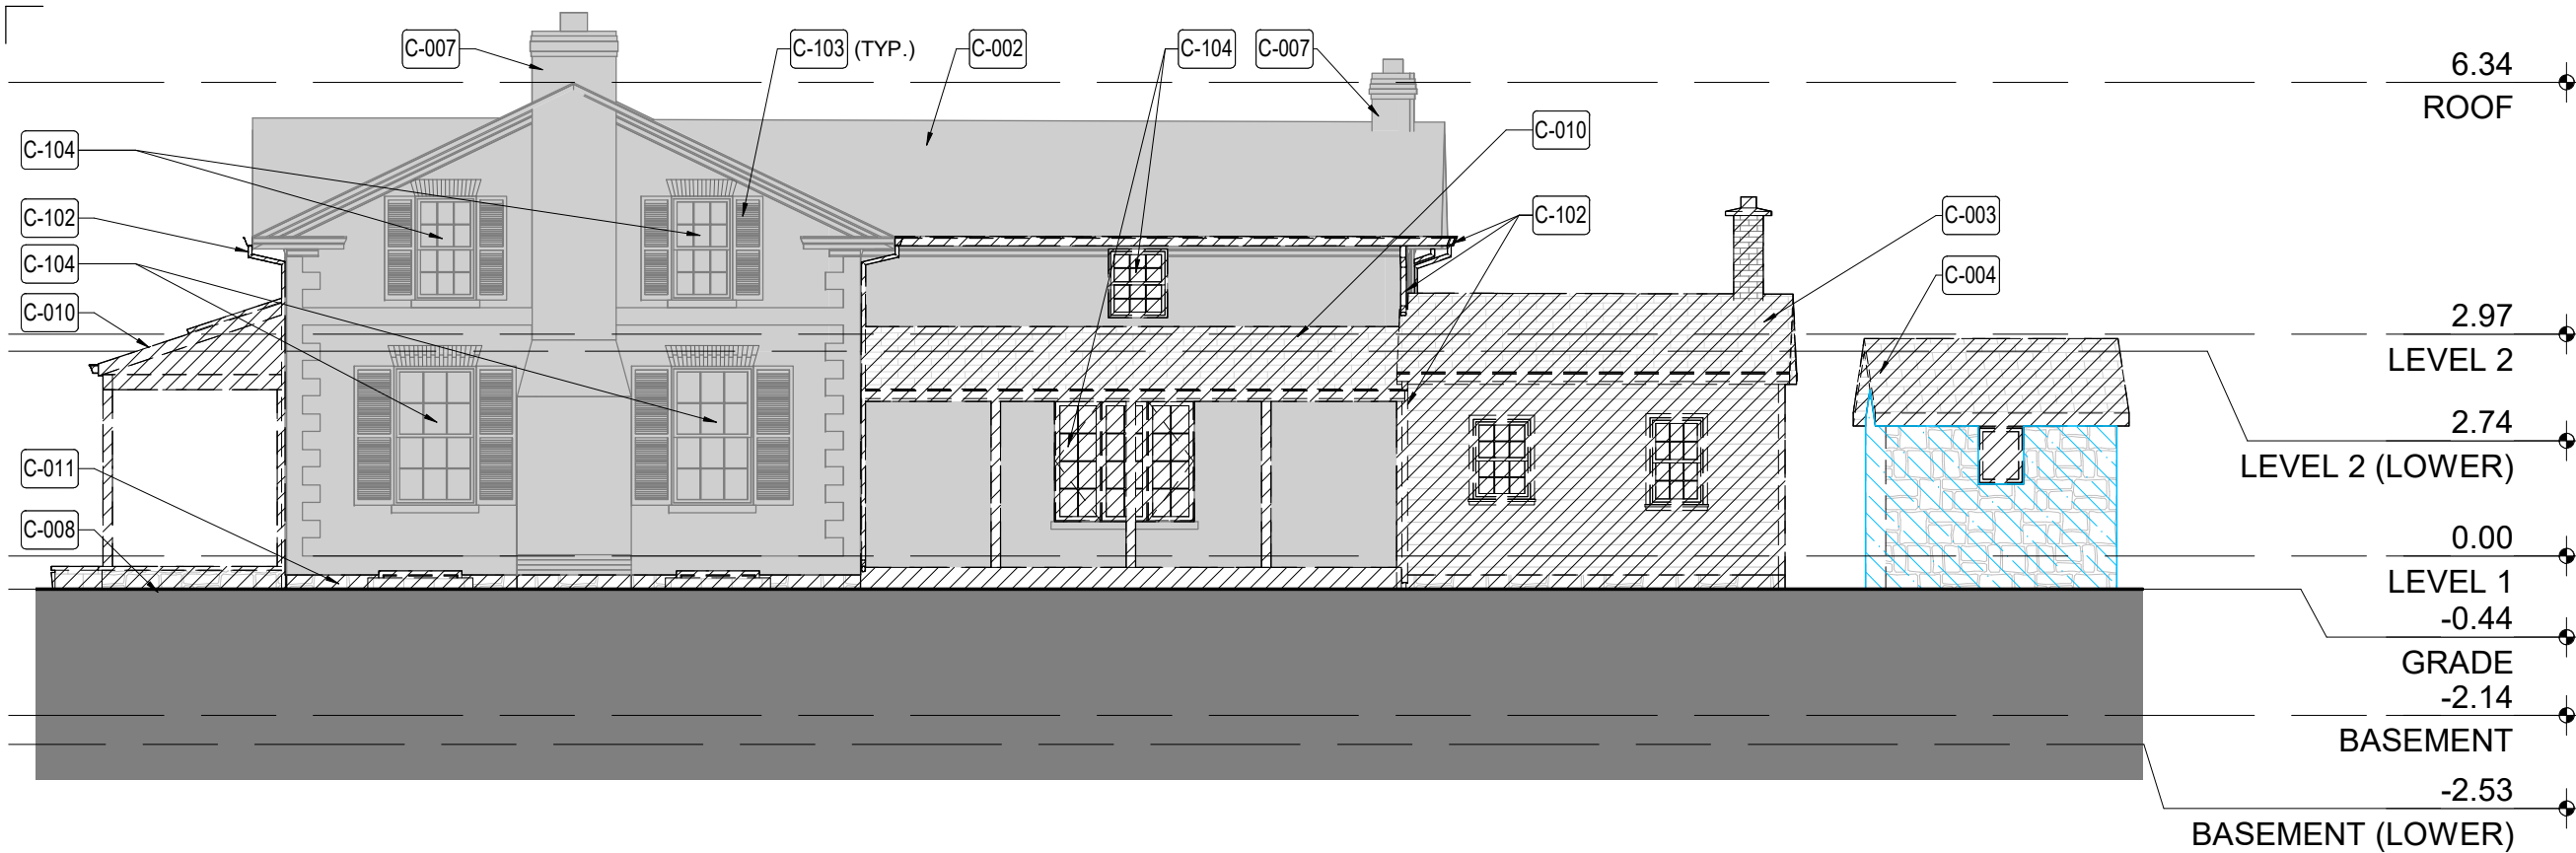 C-007
C-103 (TYP.)
C-002
C-104
C-007
6.34
ROOF
C-010
C-104
C-102
C-102
C-003
C-104
C-004
C-010
2.97
LEVEL 2
2.74
LEVEL 2 (LOWER)
C-011
C-008
0.00
LEVEL 1
-0.44
GRADE
-2.14
BASEMENT
-2.53
BASEMENT (LOWER)